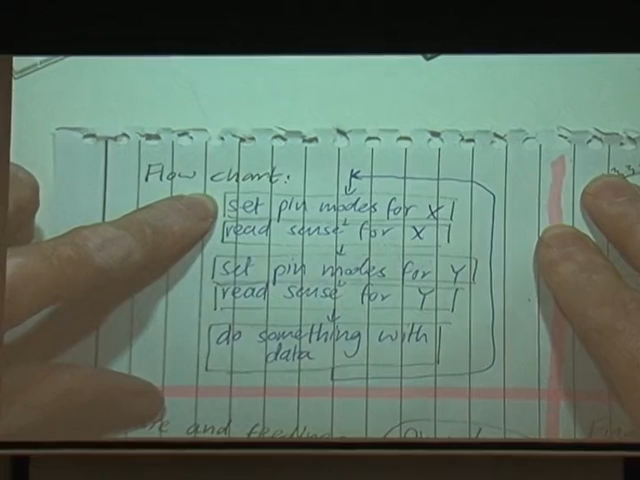 Flow chart:
set pin modes for X
read sense for X
set pin modes for Y
read sense for Y
do something with
data
and